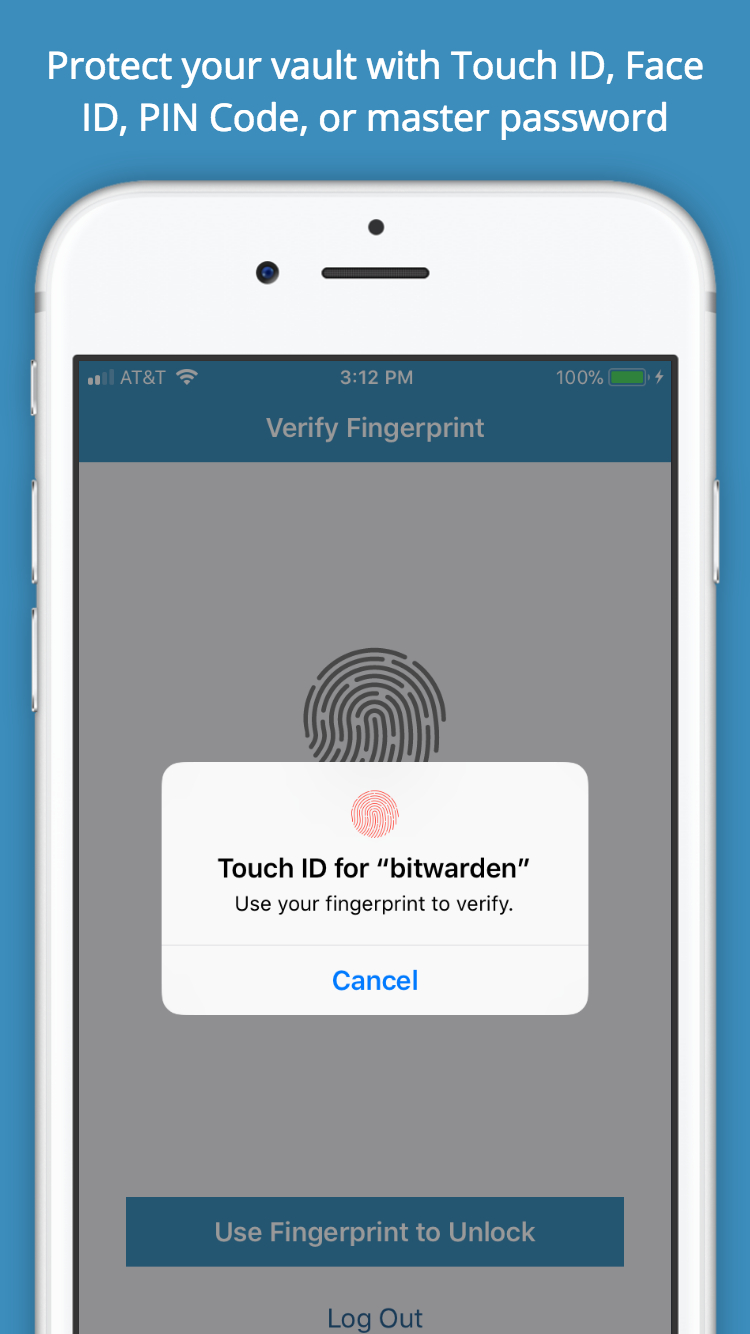 Protect your vault with Touch ID, Face
ID, PIN Code, or master password
AT&T 3:12 PM 100%
Verify Fingerprint
Touch ID for “bitwarden”
Use your fingerprint to verify.
Cancel
Use Fingerprint to Unlock
Log Out